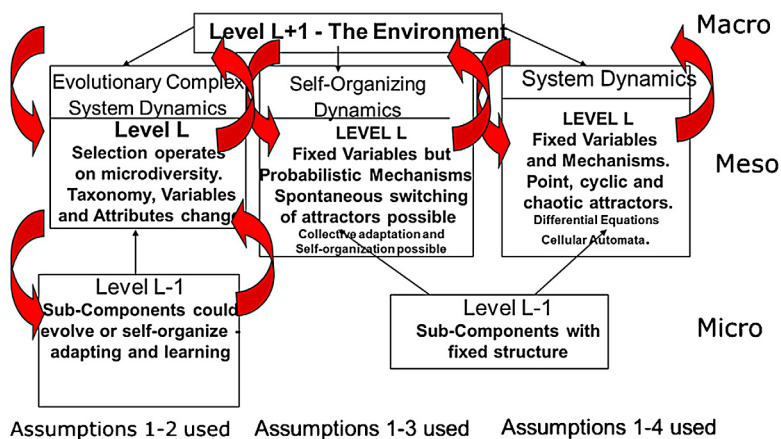 Level L+1 - The Environment
Macro
Evolutionary Complex
System Dynamics
Level L
Selection operates
on microdiversity.
Taxonomy, Variables
and Attributes change
Self-Organizing
Dynamics
LEVEL L
Fixed Variables but
Probabilistic Mechanisms
Spontaneous switching
of attractors possible
Collective adaptation and
Self-organization possible
System Dynamics
LEVEL L
Fixed Variables
and Mechanisms.
Point, cyclic and
chaotic attractors.
Differential Equations
Cellular Automata.
Meso
Level L-1
Sub-Components could
evolve or self-organize -
adapting and learning
Level L-1
Sub-Components with
fixed structure
Micro
Assumptions 1-2 used
Assumptions 1-3 used
Assumptions 1-4 used